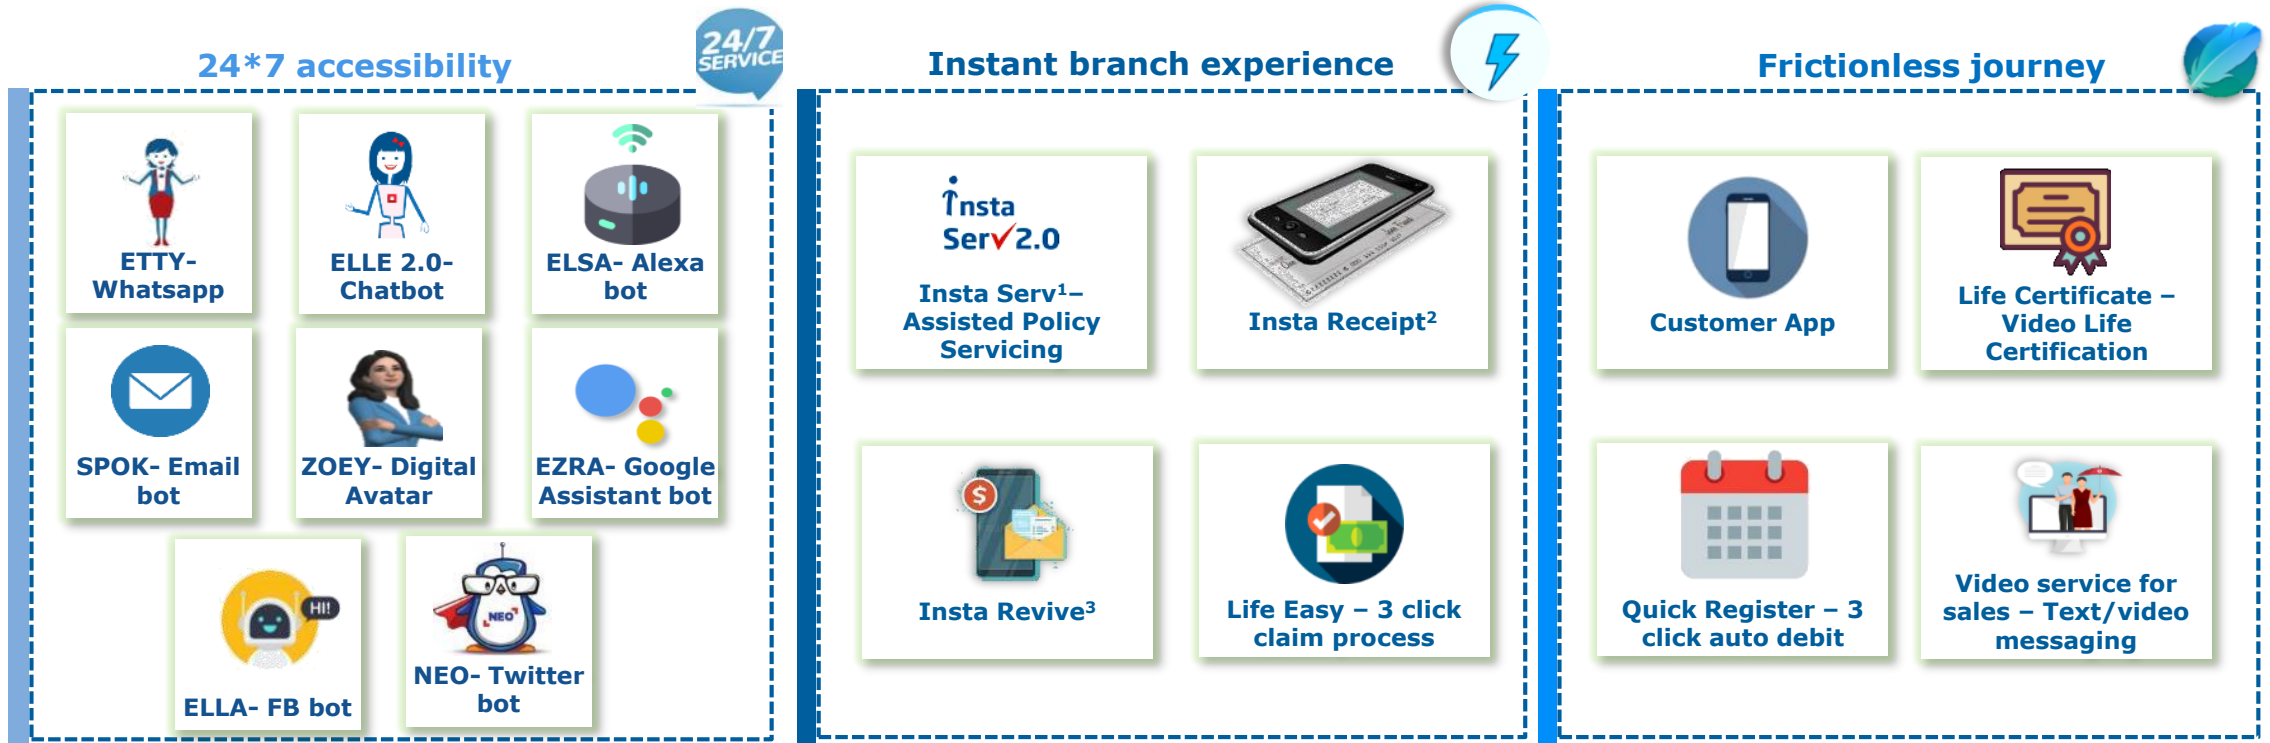 24*7 accessibility
24/7
SERVICE
ETTY-
Whatsapp
ELLE 2.0-
Chatbot
ELSA- Alexa
bot
SPOK- Email
bot
ZOEY- Digital
Avatar
EZRA- Google
Assistant bot
HI!
ELLA- FB bot
NEO
NEO- Twitter
bot
Instant branch experience
Insta
Serv 2.0
Insta Serv¹–
Assisted Policy
Servicing
Insta Receipt²
$
Insta Revive³
Life Easy – 3 click
claim process
Frictionless journey
Customer App
Life Certificate –
Video Life
Certification
Quick Register – 3
click auto debit
Video service for
sales – Text/video
messaging